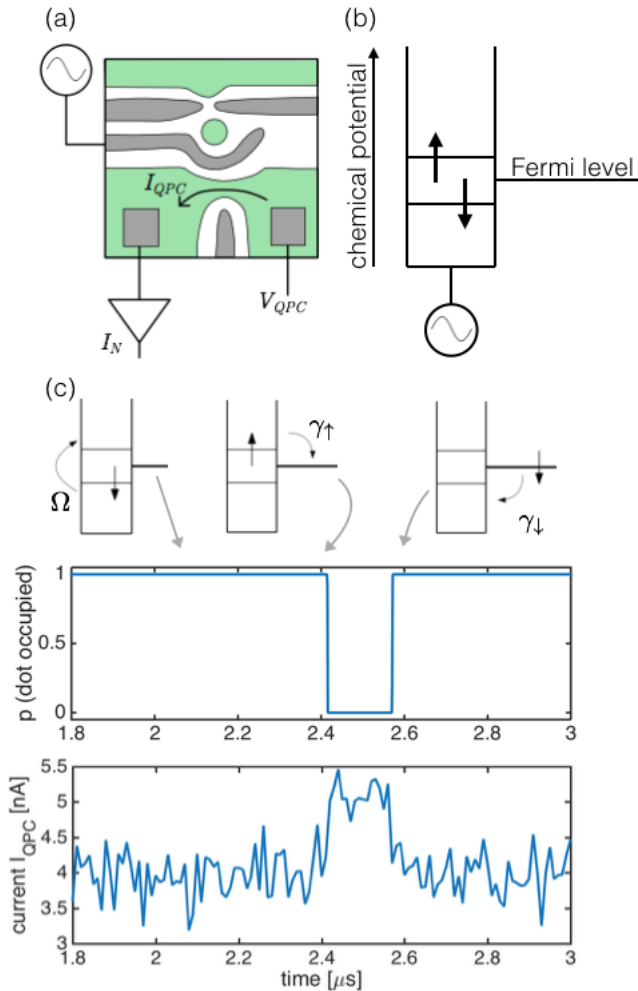 (a)
I_QPC
V_QPC
I_N
(b)
chemical potential
Fermi level
(c)
Ω
γ↑
γ↓
p (dot occupied)
1
0.5
0
1.8 2 2.2 2.4 2.6 2.8 3
current I_QPC [nA]
5.5
5
4.5
4
3.5
3
1.8 2 2.2 2.4 2.6 2.8 3
time [μs]